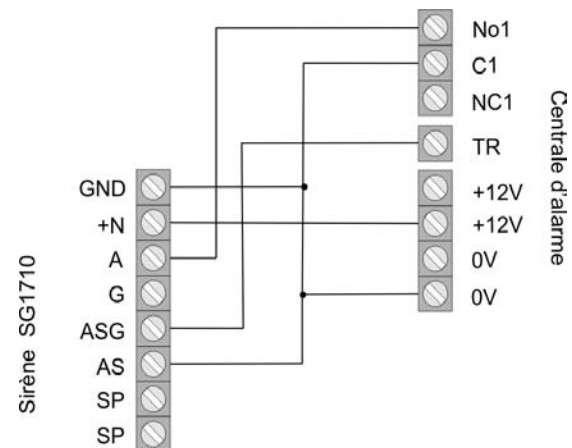 No1
C1
NC1
TR
+12V
+12V
0V
0V
Centrale d'alarme
Sirène SG1710
GND
+N
A
G
ASG
AS
SP
SP